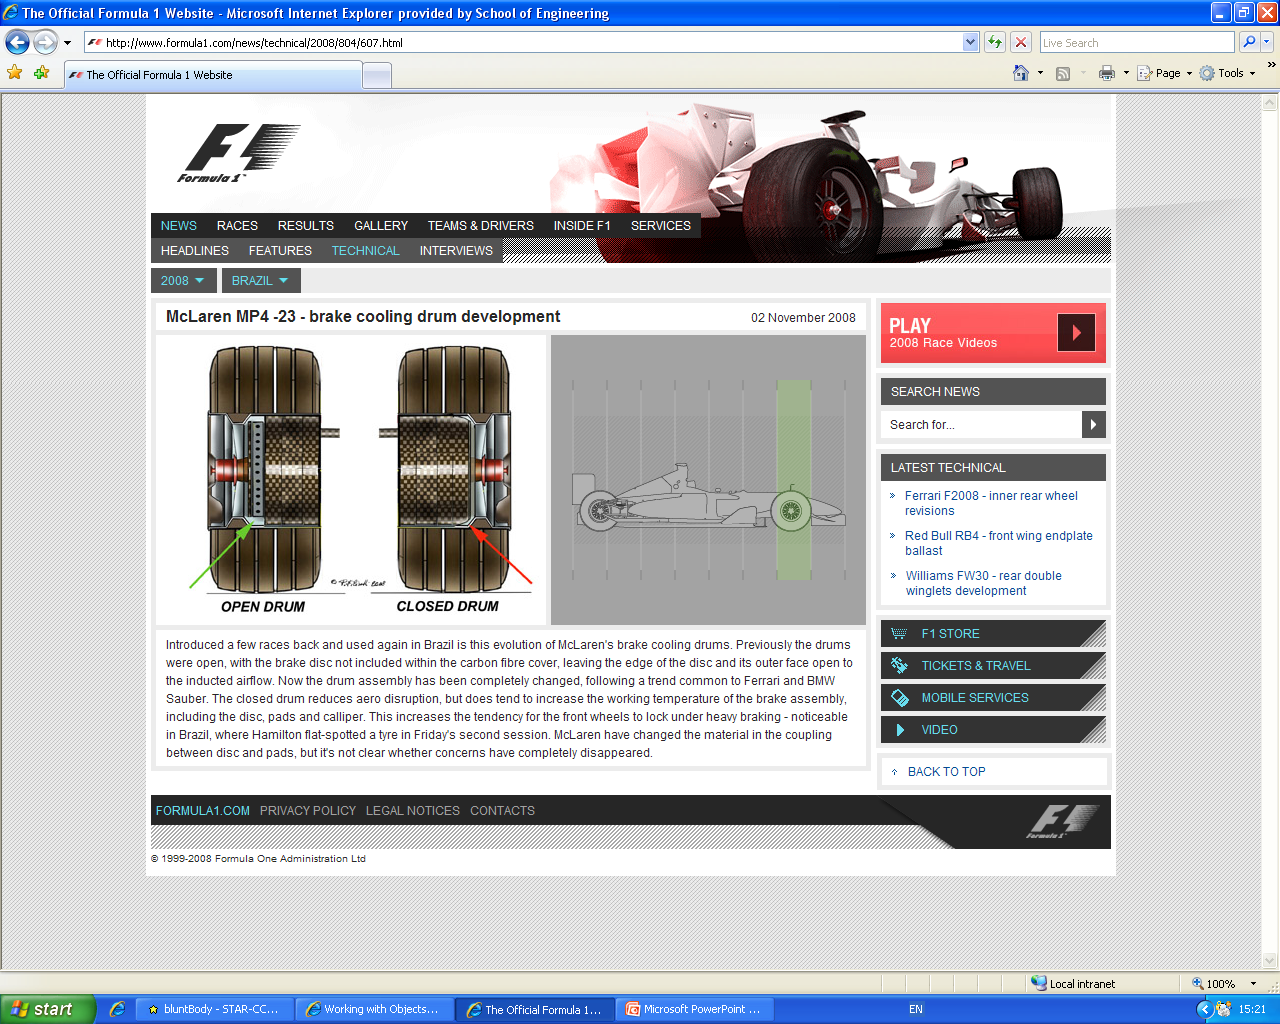 The Official Formula 1 Website - Microsoft Internet Explorer provided by School of Engineering
http://www.formula1.com/news/technical/2008/804/607.html
Live Search
The Official Formula 1 Website
Page
Tools
F1
Formula 1™
NEWS RACES RESULTS GALLERY TEAMS & DRIVERS INSIDE F1 SERVICES
HEADLINES FEATURES TECHNICAL INTERVIEWS
2008 BRAZIL
McLaren MP4 -23 - brake cooling drum development
02 November 2008
OPEN DRUM
CLOSED DRUM
Introduced a few races back and used again in Brazil is this evolution of McLaren's brake cooling drums. Previously the drums
were open, with the brake disc not included within the carbon fibre cover, leaving the edge of the disc and its outer face open to
the inducted airflow. Now the drum assembly has been completely changed, following a trend common to Ferrari and BMW
Sauber. The closed drum reduces aero disruption, but does tend to increase the working temperature of the brake assembly,
including the disc, pads and calliper. This increases the tendency for the front wheels to lock under heavy braking - noticeable
in Brazil, where Hamilton flat-spotted a tyre in Friday's second session. McLaren have changed the material in the coupling
between disc and pads, but it's not clear whether concerns have completely disappeared.
PLAY
2008 Race Videos
SEARCH NEWS
Search for...
LATEST TECHNICAL
Ferrari F2008 - inner rear wheel
revisions
Red Bull RB4 - front wing endplate
ballast
Williams FW30 - rear double
winglets development
F1 STORE
TICKETS & TRAVEL
MOBILE SERVICES
VIDEO
BACK TO TOP
FORMULA1.COM PRIVACY POLICY LEGAL NOTICES CONTACTS
F1
Formula 1
© 1999-2008 Formula One Administration Ltd
Local intranet
100%
start
bluntBody - STAR-CC...
Working with Objects...
The Official Formula 1...
Microsoft PowerPoint ...
EN
15:21